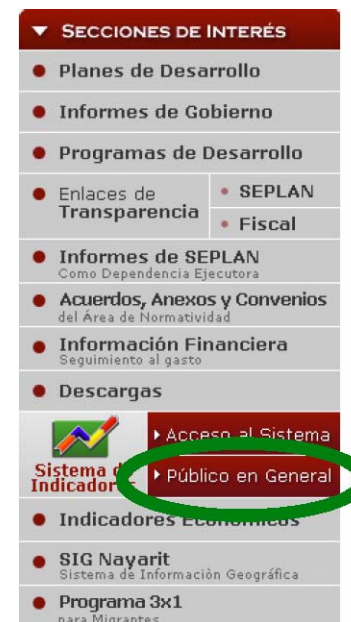 SECCIONES DE INTERÉS
Planes de Desarrollo
Informes de Gobierno
Programas de Desarrollo
Enlaces de
Transparencia
SEPLAN
Fiscal
Informes de SEPLAN
Como Dependencia Ejecutora
Acuerdos, Anexos y Convenios
del Área de Normatividad
Información Financiera
Seguimiento al gasto
Descargas
Acceso al Sistema
Sistema de
Indicadores
Público en General
Indicadores Económicos
SIG Nayarit
Sistema de Informaciòn Geográfica
Programa 3x1
para Migrantes